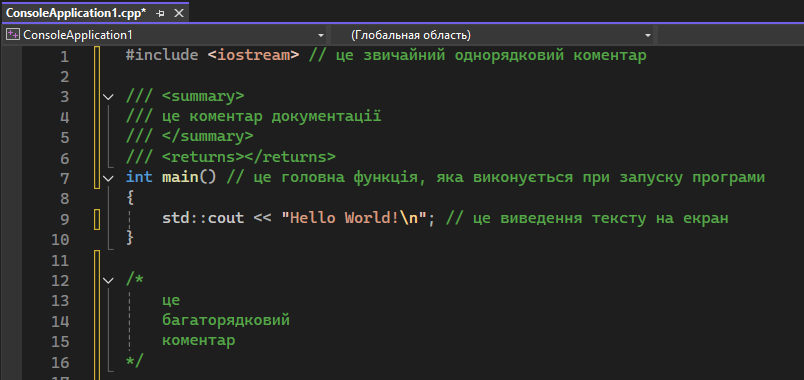 ConsoleApplication1.cpp*
ConsoleApplication1 (Глобальная область)
1 #include <iostream> // це звичайний однорядковий коментар
2
3 /// <summary>
4 /// це коментар документації
5 /// </summary>
6 /// <returns></returns>
7 int main() // це головна функція, яка виконується при запуску програми
8 {
9 std::cout << "Hello World!\n"; // це виведення тексту на екран
10 }
11
12 /*
13 це
14 багаторядковий
15 коментар
16 */
17